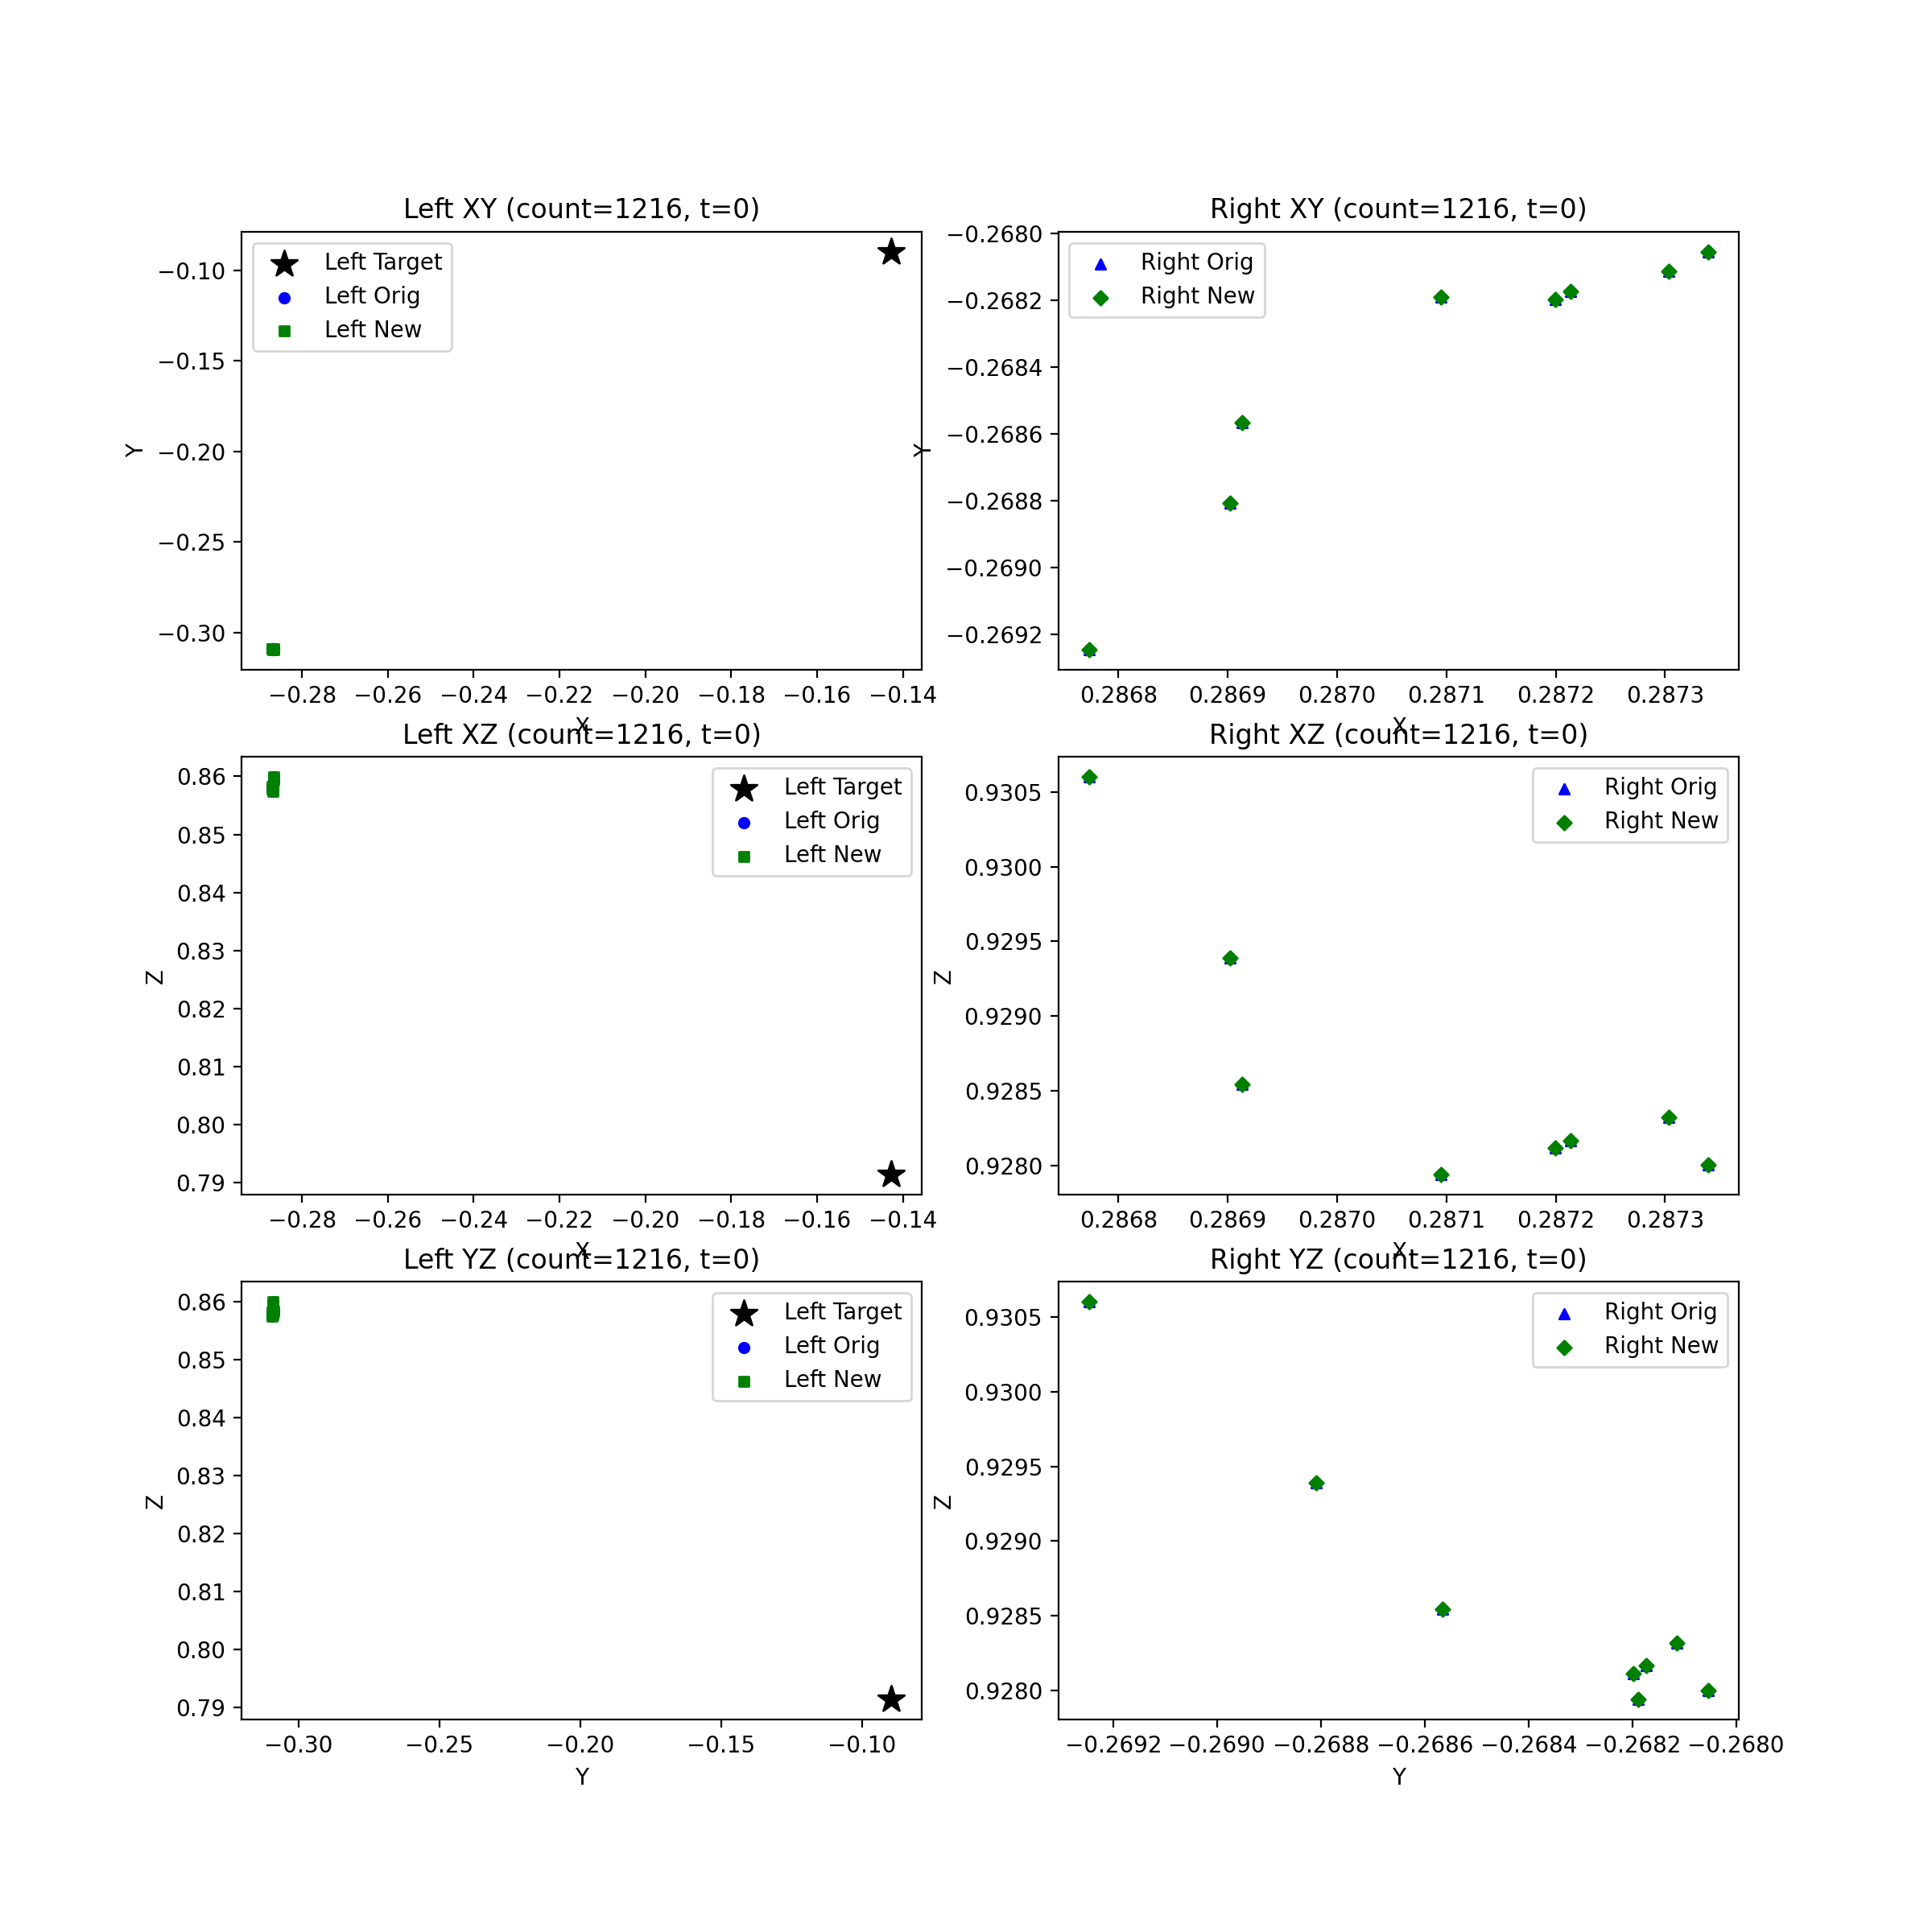 Left XY (count=1216, t=0)
Left Target
Left Orig
Left New
−0.10
−0.15
−0.20
−0.25
−0.30
Y
−0.28
−0.26
−0.24
−0.22
−0.20
−0.18
−0.16
−0.14
X
Right XY (count=1216, t=0)
Right Orig
Right New
−0.2680
−0.2682
−0.2684
−0.2686
−0.2688
−0.2690
−0.2692
Y
0.2868
0.2869
0.2870
0.2871
0.2872
0.2873
X
Left XZ (count=1216, t=0)
Left Target
Left Orig
Left New
0.86
0.85
0.84
0.83
0.82
0.81
0.80
0.79
Z
−0.28
−0.26
−0.24
−0.22
−0.20
−0.18
−0.16
−0.14
X
Right XZ (count=1216, t=0)
Right Orig
Right New
0.9305
0.9300
0.9295
0.9290
0.9285
0.9280
Z
0.2868
0.2869
0.2870
0.2871
0.2872
0.2873
X
Left YZ (count=1216, t=0)
Left Target
Left Orig
Left New
0.86
0.85
0.84
0.83
0.82
0.81
0.80
0.79
Z
−0.30
−0.25
−0.20
−0.15
−0.10
Y
Right YZ (count=1216, t=0)
Right Orig
Right New
0.9305
0.9300
0.9295
0.9290
0.9285
0.9280
Z
−0.2692
−0.2690
−0.2688
−0.2686
−0.2684
−0.2682
−0.2680
Y